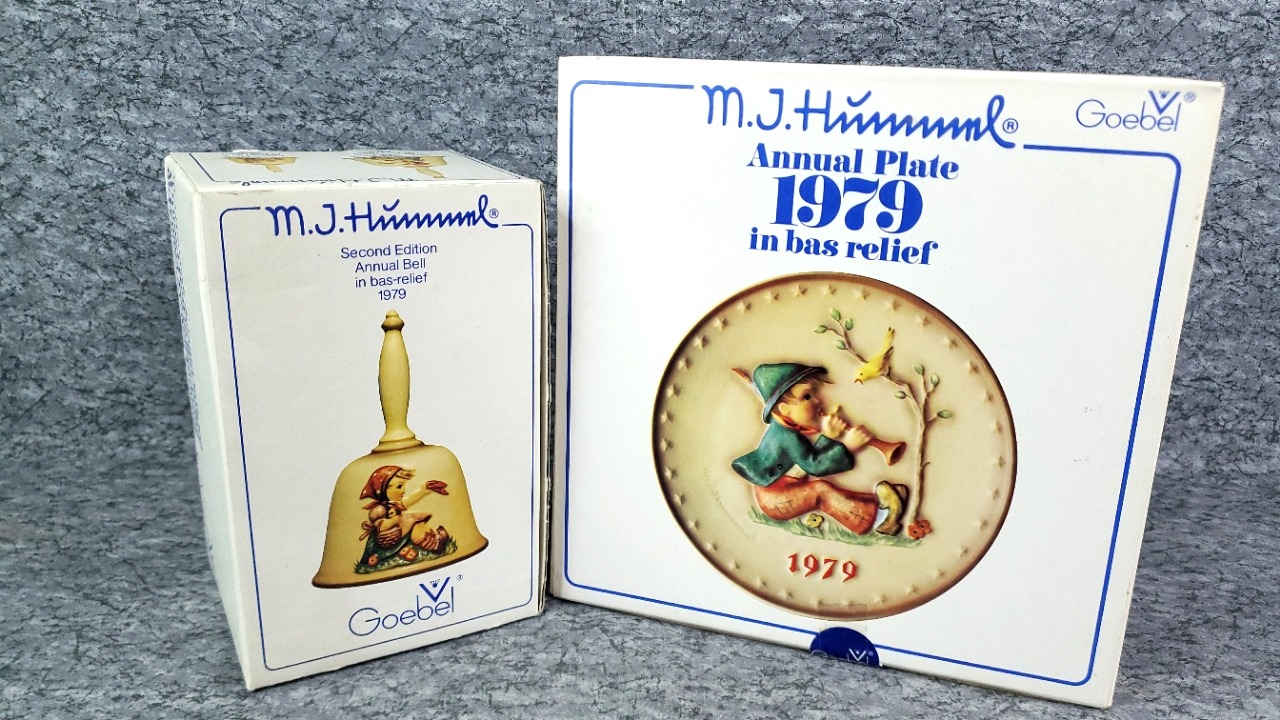 M.J.Hummel®
Second Edition
Annual Bell
in bas-relief
1979
Goebel®
M.J.Hummel®
Goebel®
Annual Plate
1979
in bas relief
1979